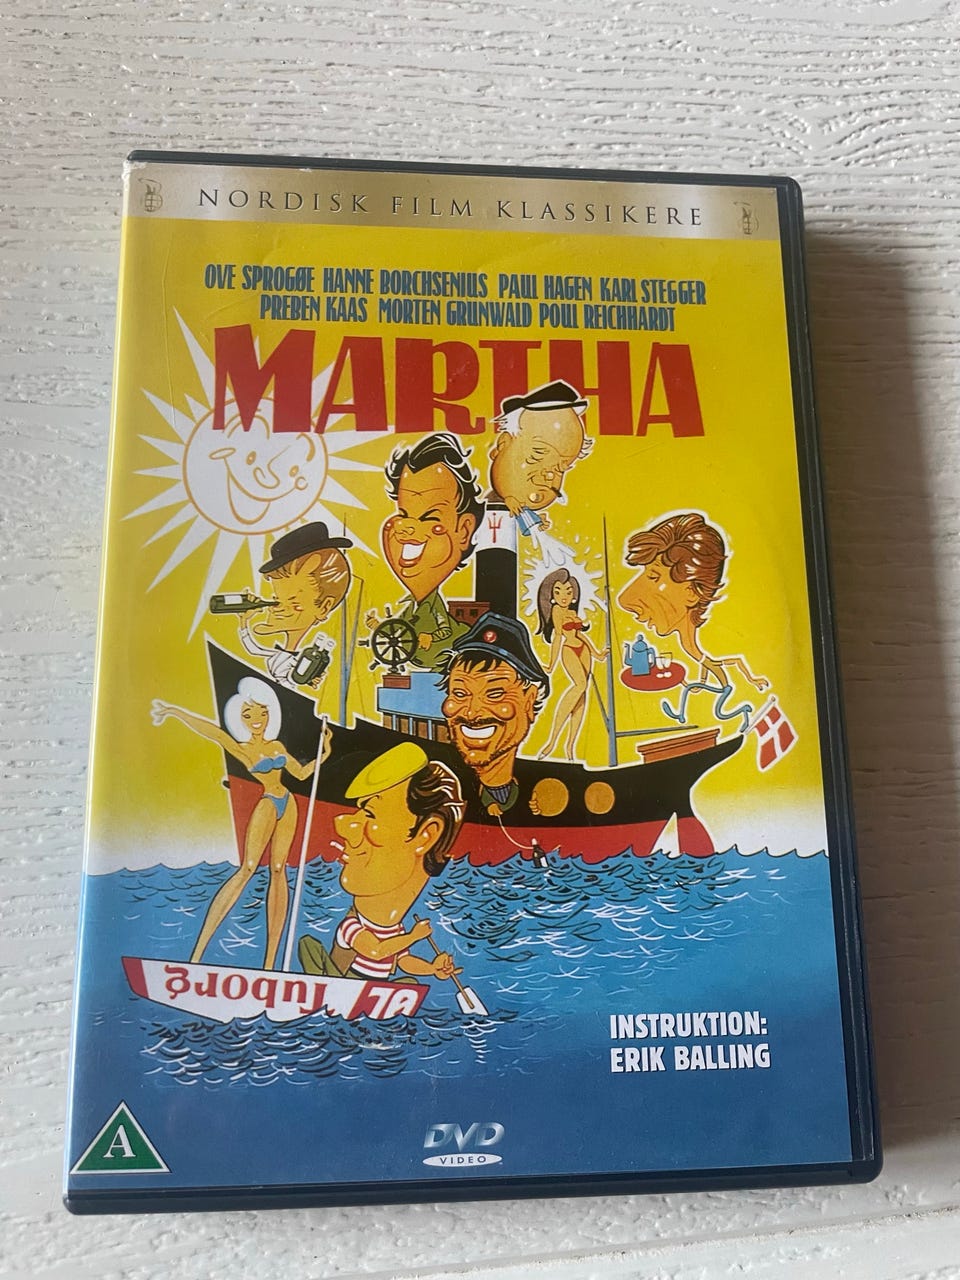 NORDISK FILM KLASSIKERE
OVE SPROGØE HANNE BORCHSENIUS PAUL HAGEN KARL STEGGER
PREBEN KAAS MORTEN GRUNWALD POUL REICHHARDT
MARTHA
Tuborg ØL
INSTRUKTION:
ERIK BALLING
A
DVD
VIDEO